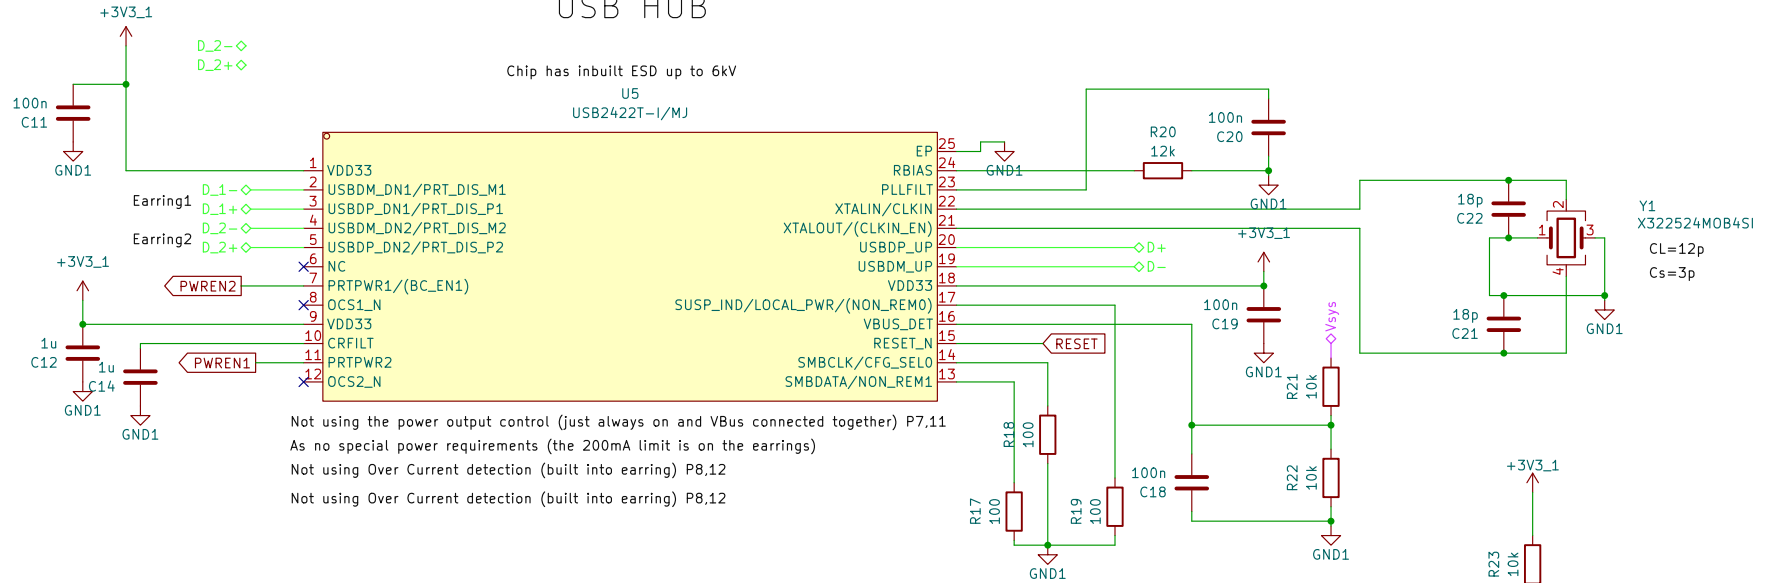 USB HUB
+3V3_1
D_2-
D_2+
Chip has inbuilt ESD up to 6kV
U5
USB2422T-I/MJ
100n
C11
GND1
1 VDD33
2 USBDM_DN1/PRT_DIS_M1
3 USBDP_DN1/PRT_DIS_P1
4 USBDM_DN2/PRT_DIS_M2
5 USBDP_DN2/PRT_DIS_P2
6 NC
7 PRTPWR1/(BC_EN1)
8 OCS1_N
9 VDD33
10 CRFILT
11 PRTPWR2
12 OCS2_N
D_1-
Earring1
D_1+
D_2-
Earring2
D_2+
+3V3_1
PWREN2
PWREN1
1u
C12
GND1
1u
C14
GND1
EP 25
RBIAS 24
PLLFILT 23
XTALIN/CLKIN 22
XTALOUT/(CLKIN_EN) 21
USBDP_UP 20
USBDM_UP 19
VDD33 18
SUSP_IND/LOCAL_PWR/(NON_REM0) 17
VBUS_DET 16
RESET_N 15
SMBCLK/CFG_SEL0 14
SMBDATA/NON_REM1 13
GND1
R20
12k
100n
C20
GND1
D+
D-
+3V3_1
100n
C19
GND1
RESET
Vsys
R21
10k
R22
10k
GND1
100n
C18
R18
100
R17
100
R19
100
GND1
18p
C22
18p
C21
2
1
3
4
GND1
Y1
X322524MOB4SI
CL=12p
Cs=3p
+3V3_1
R23
10k
Not using the power output control (just always on and VBus connected together) P7,11
As no special power requirements (the 200mA limit is on the earrings)
Not using Over Current detection (built into earring) P8,12
Not using Over Current detection (built into earring) P8,12